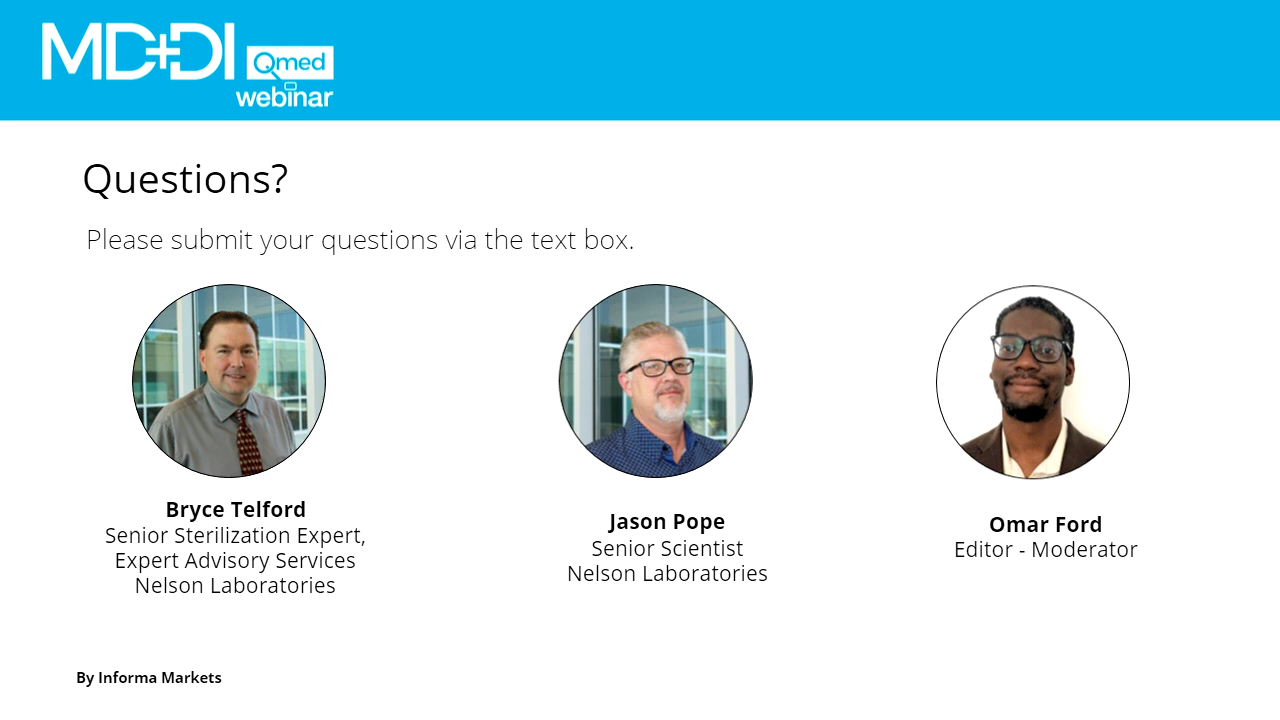 MD+DI
Qmed
webinar
Questions?
Please submit your questions via the text box.
Bryce Telford
Senior Sterilization Expert,
Expert Advisory Services
Nelson Laboratories
Jason Pope
Senior Scientist
Nelson Laboratories
Omar Ford
Editor - Moderator
By Informa Markets